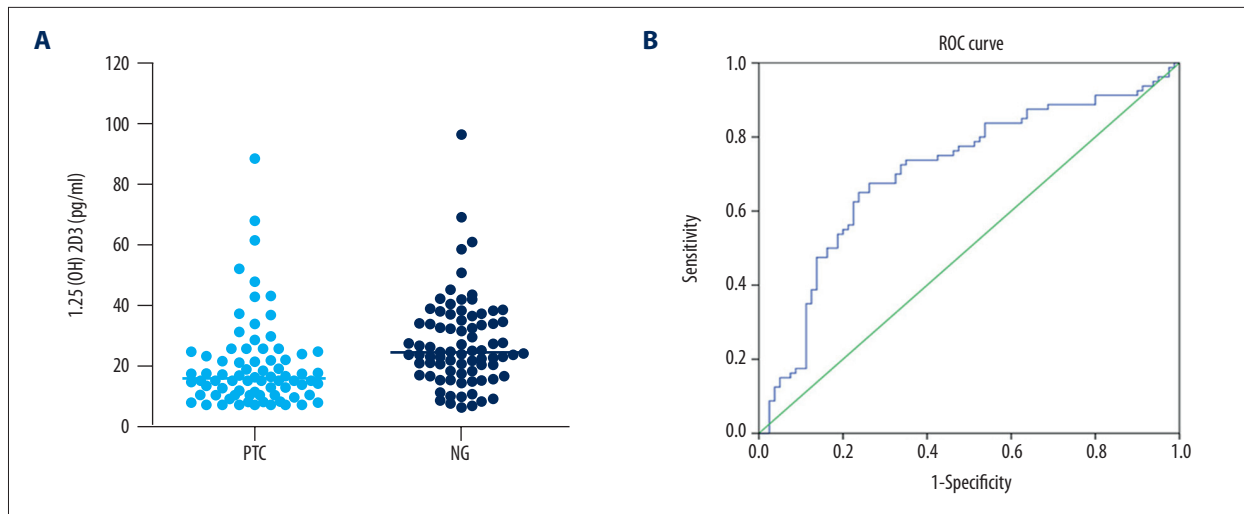 A
120
100
80
60
40
20
0
1.25 (OH) 2D3 (pg/ml)
PTC
NG
B
ROC curve
1.0
0.8
0.6
0.4
0.2
0.0
Sensitivity
0.0 0.2 0.4 0.6 0.8 1.0
1-Specificity